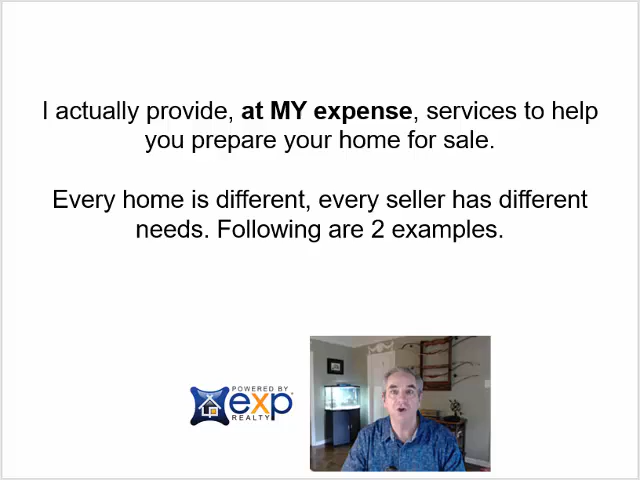 I actually provide, at MY expense, services to help
you prepare your home for sale.
Every home is different, every seller has different
needs. Following are 2 examples.
POWERED BY
exp
REALTY